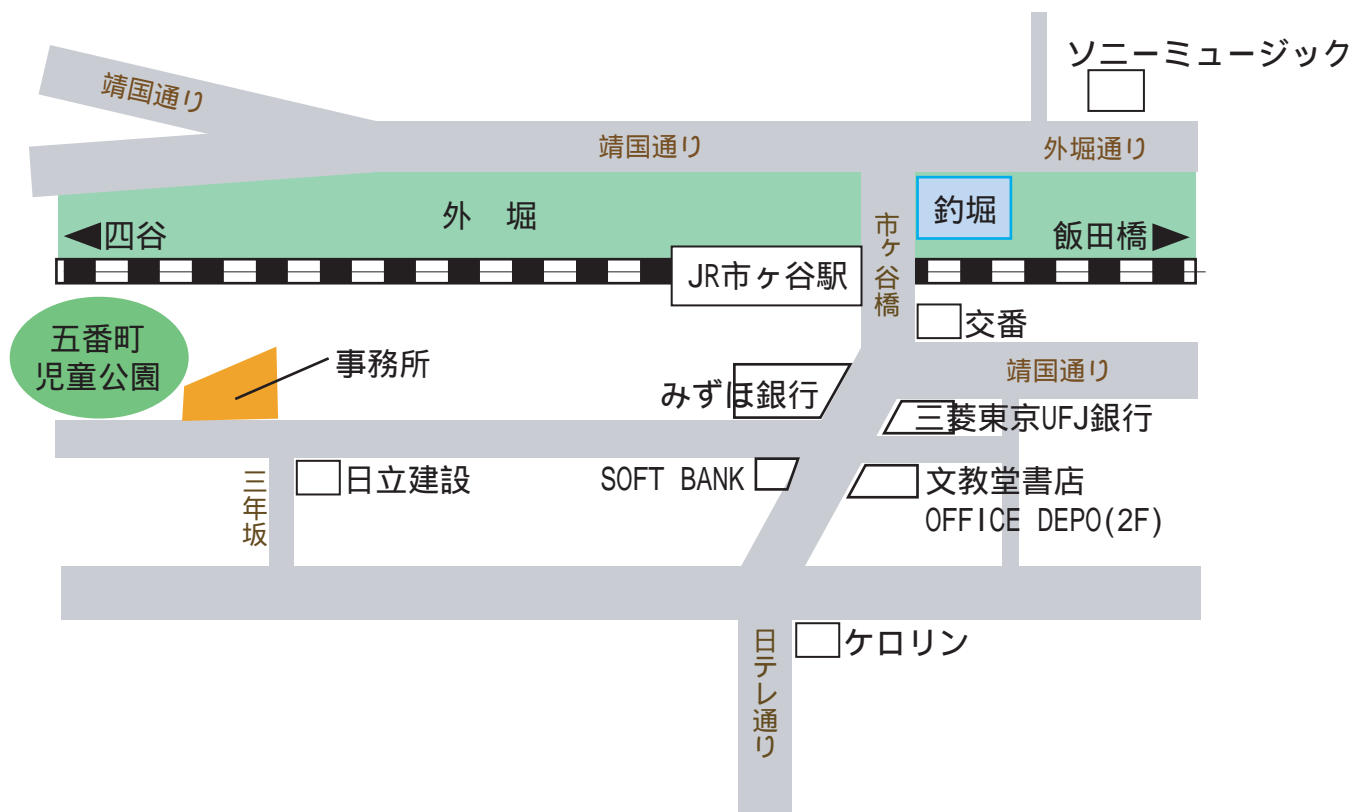 ソニーミュージック
靖国通り
靖国通り
外堀通り
外 堀
市ヶ谷橋
釣堀
四谷
飯田橋
JR市ヶ谷駅
交番
五番町
児童公園
事務所
靖国通り
みずほ銀行
三菱東京UFJ銀行
三年坂
日立建設
SOFT BANK
文教堂書店
OFFICE DEPO(2F)
日テレ通り
ケロリン